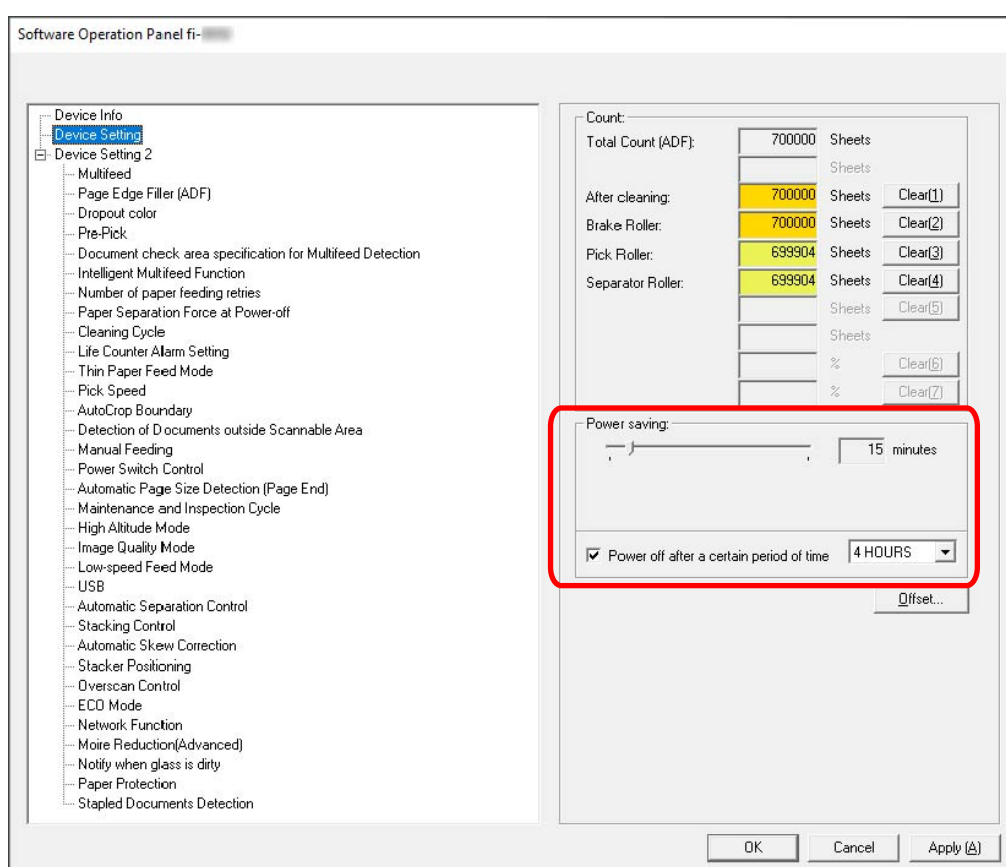 Software Operation Panel fi-
Device Info
Device Setting
Device Setting 2
Multifeed
Page Edge Filler (ADF)
Dropout color
Pre-Pick
Document check area specification for Multifeed Detection
Intelligent Multifeed Function
Number of paper feeding retries
Paper Separation Force at Power-off
Cleaning Cycle
Life Counter Alarm Setting
Thin Paper Feed Mode
Pick Speed
AutoCrop Boundary
Detection of Documents outside Scannable Area
Manual Feeding
Power Switch Control
Automatic Page Size Detection (Page End)
Maintenance and Inspection Cycle
High Altitude Mode
Image Quality Mode
Low-speed Feed Mode
USB
Automatic Separation Control
Stacking Control
Automatic Skew Correction
Stacker Positioning
Overscan Control
ECO Mode
Network Function
Moire Reduction(Advanced)
Notify when glass is dirty
Paper Protection
Stapled Documents Detection
Count:
Total Count (ADF): 700000 Sheets
Sheets
After cleaning: 700000 Sheets Clear(1)
Brake Roller: 700000 Sheets Clear(2)
Pick Roller: 699904 Sheets Clear(3)
Separator Roller: 699904 Sheets Clear(4)
Sheets Clear(5)
Sheets
% Clear(6)
% Clear(7)
Power saving:
15 minutes
Power off after a certain period of time 4 HOURS
Offset...
OK Cancel Apply (A)